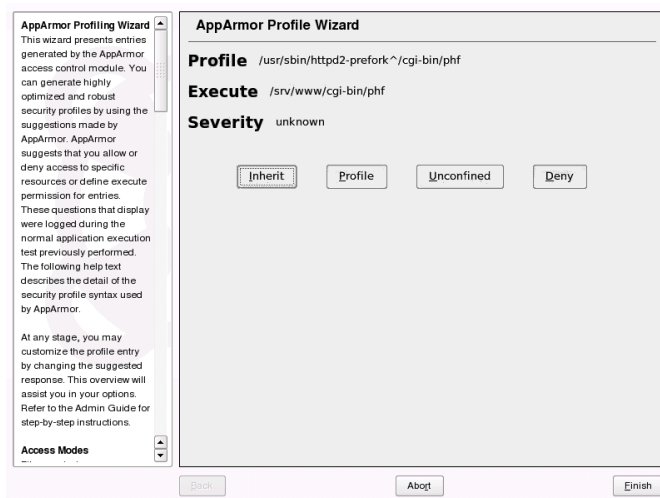 AppArmor Profiling Wizard
This wizard presents entries
generated by the AppArmor
access control module. You
can generate highly
optimized and robust
security profiles by using the
suggestions made by
AppArmor. AppArmor
suggests that you allow or
deny access to specific
resources or define execute
permission for entries.
These questions that display
were logged during the
normal application execution
test previously performed.
The following help text
describes the detail of the
security profile syntax used
by AppArmor.
At any stage, you may
customize the profile entry
by changing the suggested
response. This overview will
assist you in your options.
Refer to the Admin Guide for
step-by-step instructions.
Access Modes
AppArmor Profile Wizard
Profile /usr/sbin/httpd2-prefork^/cgi-bin/phf
Execute /srv/www/cgi-bin/phf
Severity unknown
Inherit Profile Unconfined Deny
Back Abort Finish